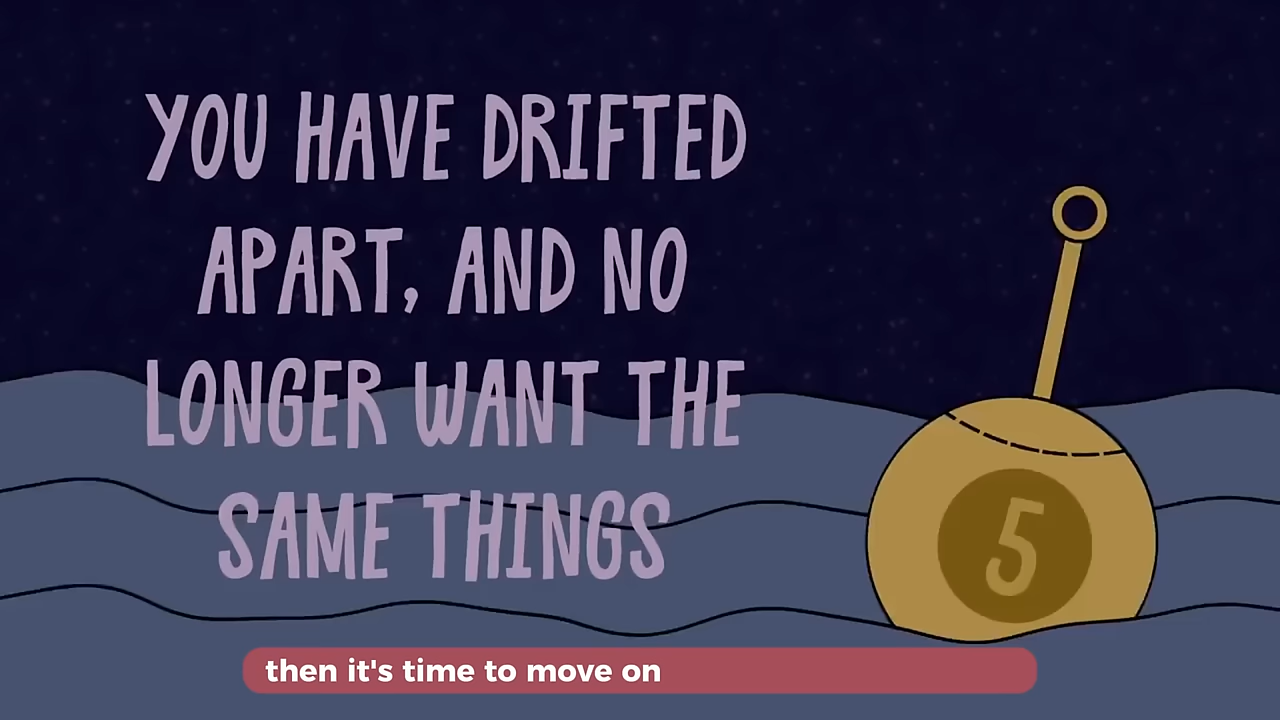 YOU HAVE DRIFTED
APART, AND NO
LONGER WANT THE
SAME THINGS
5
then it's time to move on